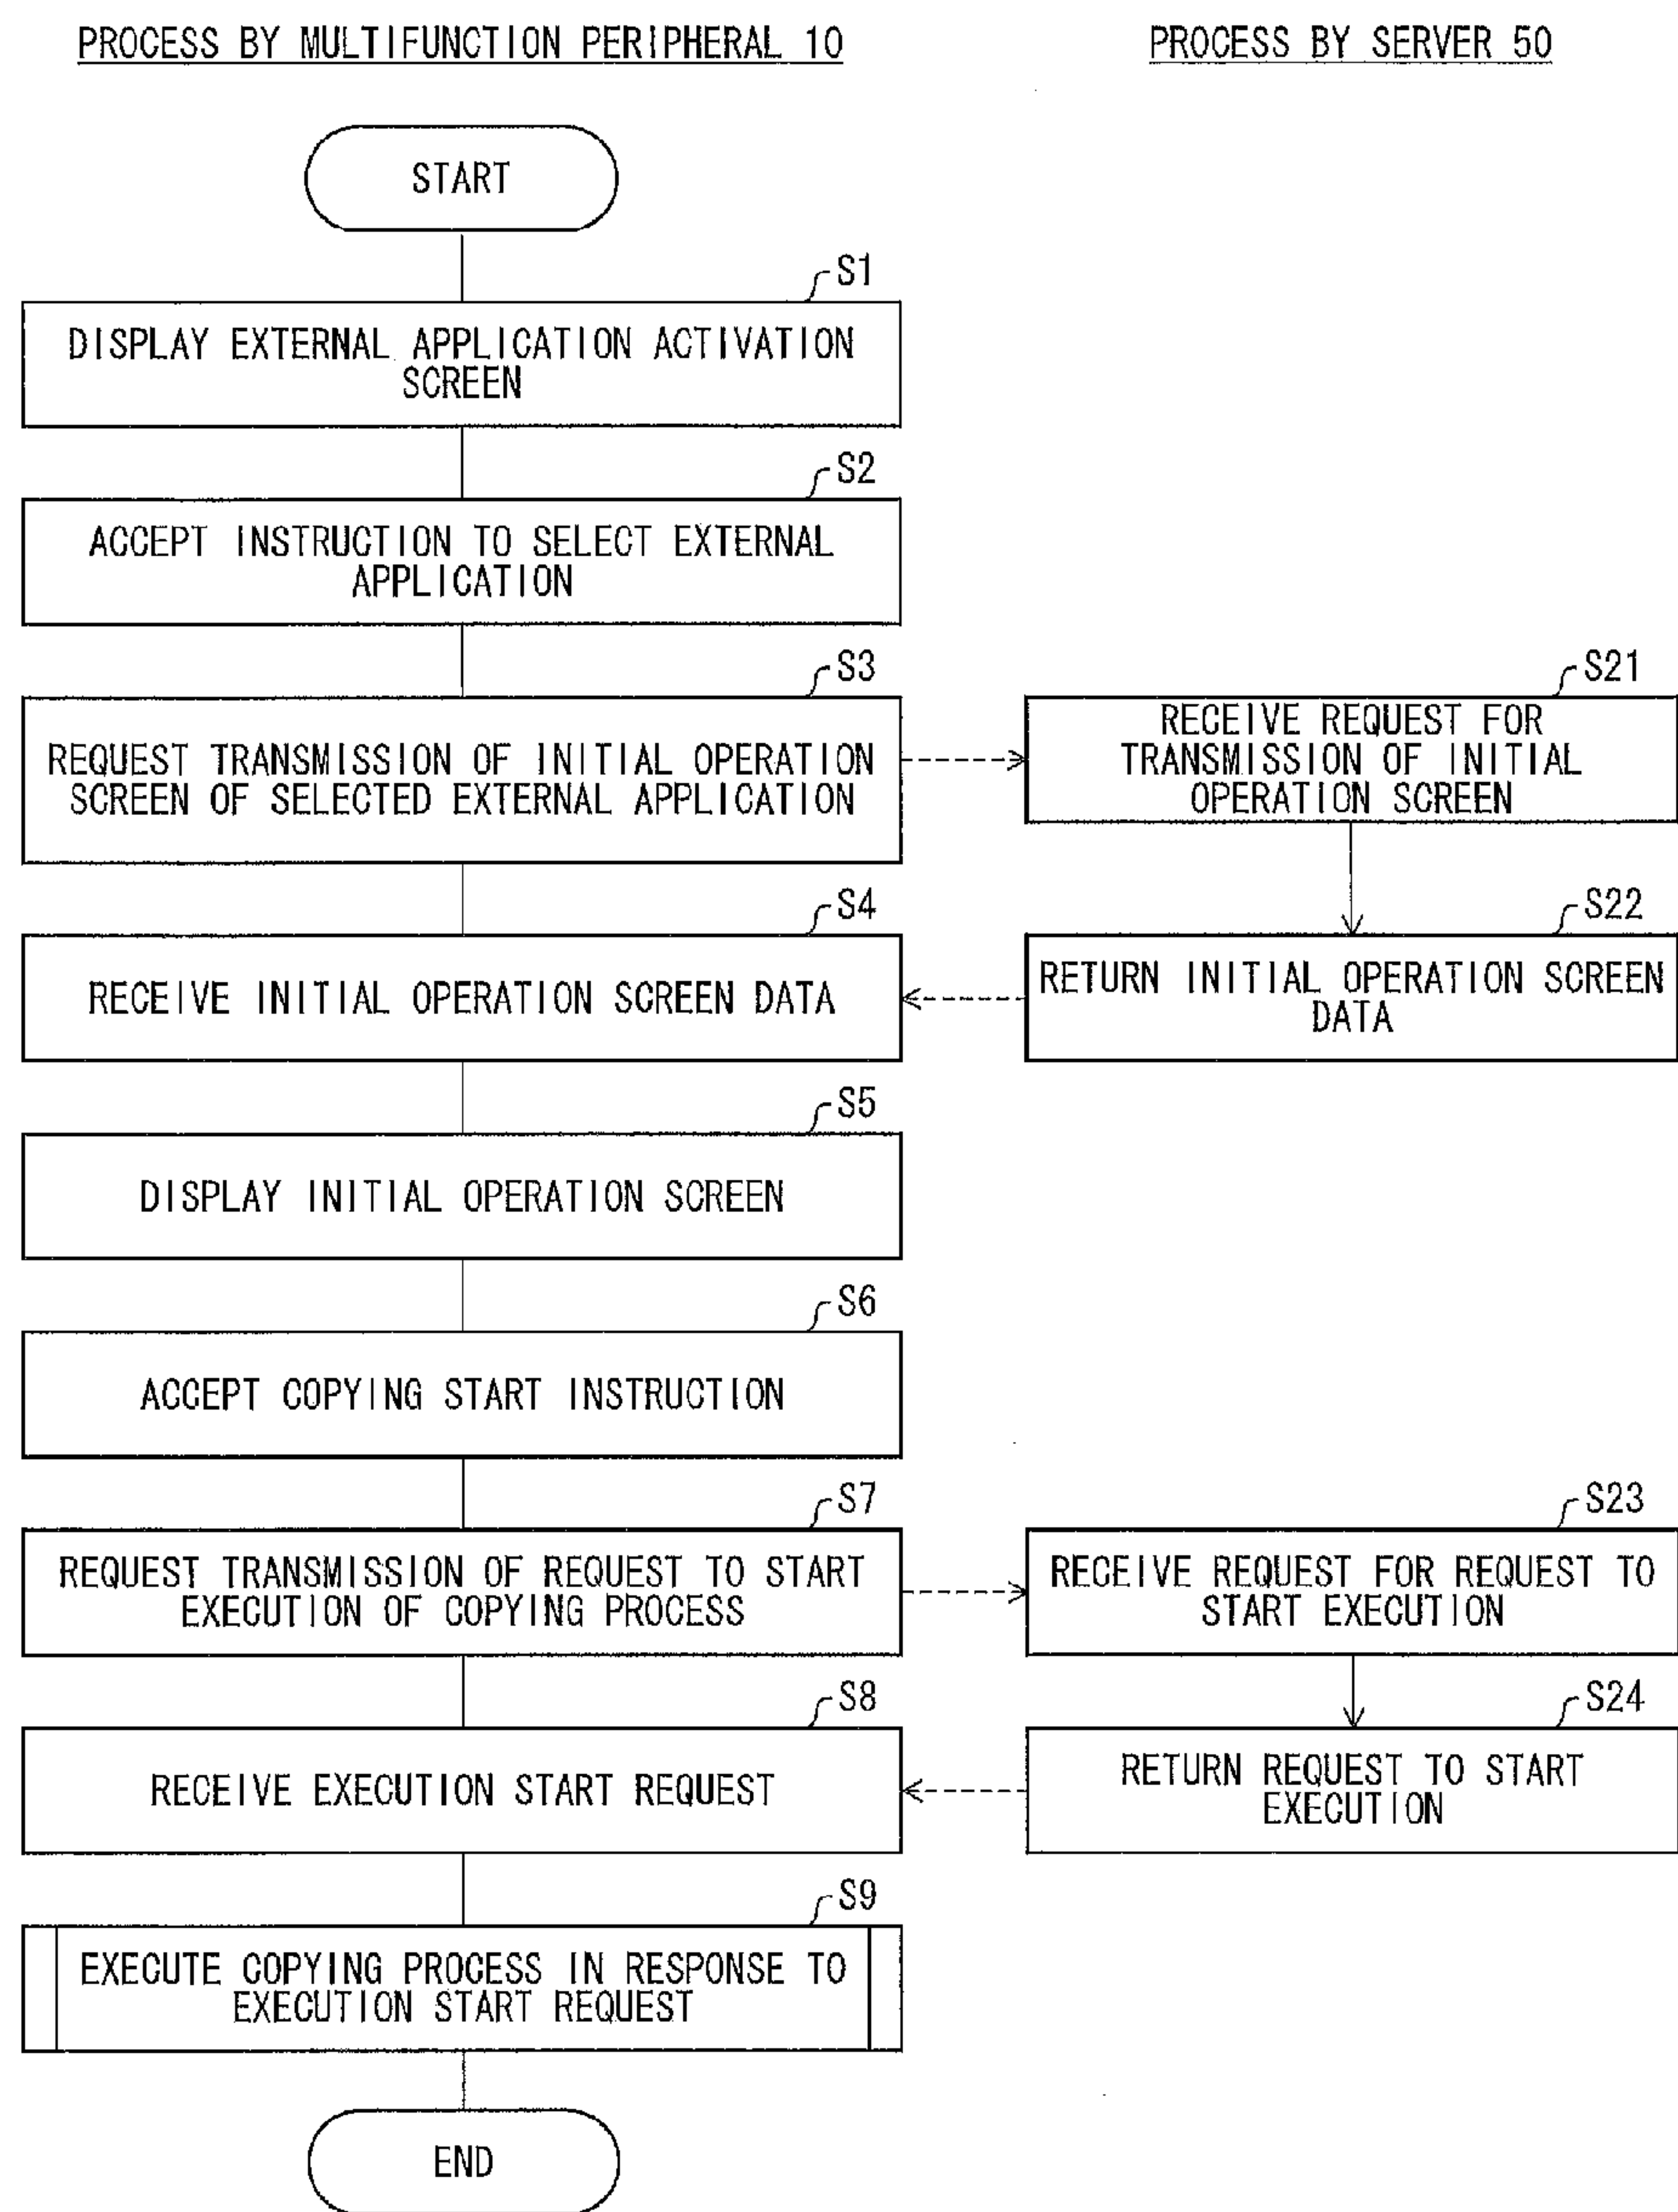 PROCESS BY MULTIFUNCTION PERIPHERAL 10
PROCESS BY SERVER 50
START
S1
DISPLAY EXTERNAL APPLICATION ACTIVATION
SCREEN
S2
ACCEPT INSTRUCTION TO SELECT EXTERNAL
APPLICATION
S3
REQUEST TRANSMISSION OF INITIAL OPERATION
SCREEN OF SELECTED EXTERNAL APPLICATION
S21
RECEIVE REQUEST FOR
TRANSMISSION OF INITIAL
OPERATION SCREEN
S4
RECEIVE INITIAL OPERATION SCREEN DATA
S22
RETURN INITIAL OPERATION SCREEN
DATA
S5
DISPLAY INITIAL OPERATION SCREEN
S6
ACCEPT COPYING START INSTRUCTION
S7
REQUEST TRANSMISSION OF REQUEST TO START
EXECUTION OF COPYING PROCESS
S23
RECEIVE REQUEST FOR REQUEST TO
START EXECUTION
S8
RECEIVE EXECUTION START REQUEST
S24
RETURN REQUEST TO START
EXECUTION
S9
EXECUTE COPYING PROCESS IN RESPONSE TO
EXECUTION START REQUEST
END